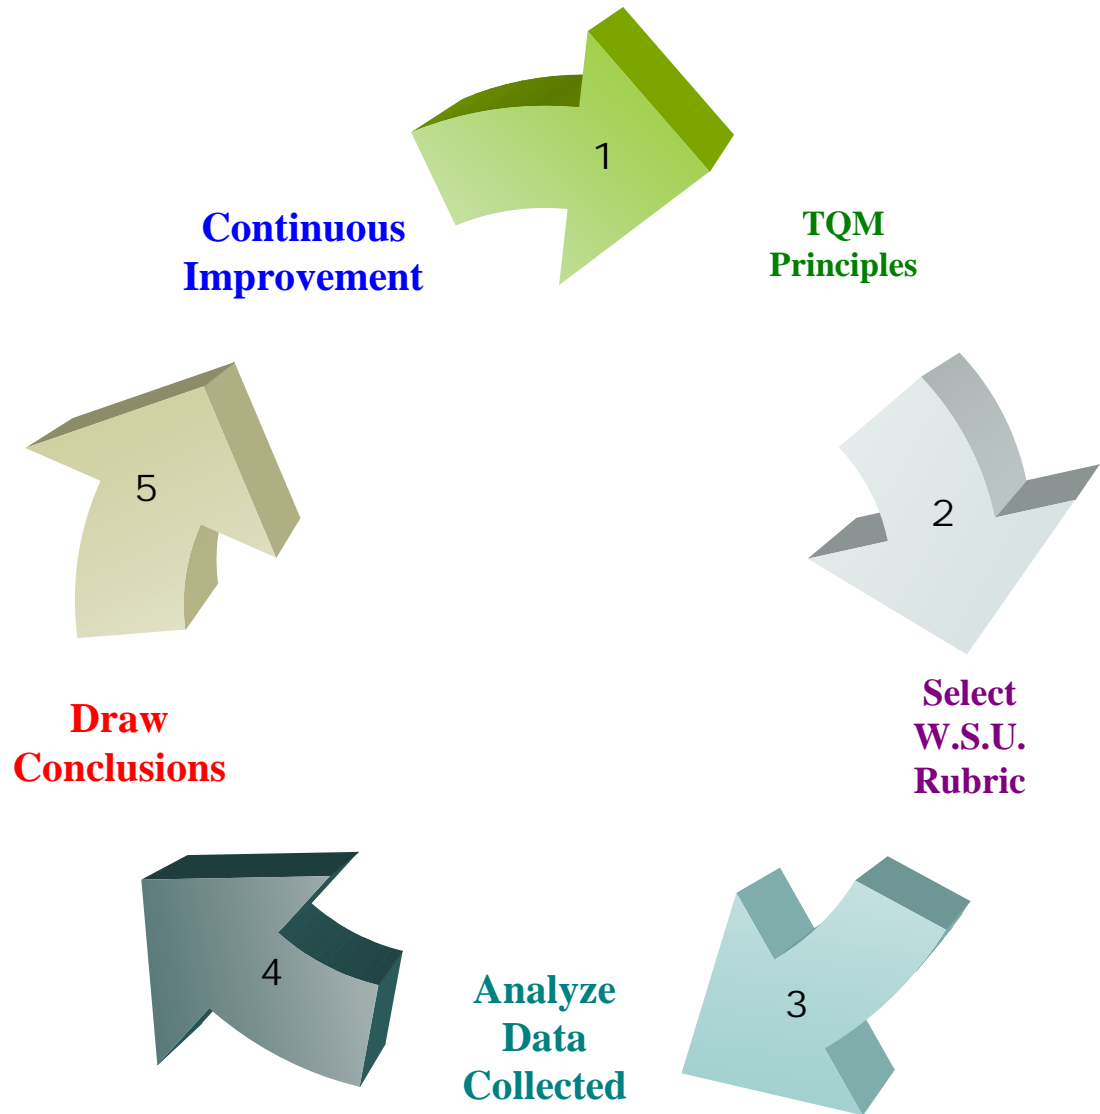 1
Continuous
Improvement
TQM
Principles
5
2
Select
W.S.U.
Rubric
Draw
Conclusions
4
Analyze
Data
Collected
3